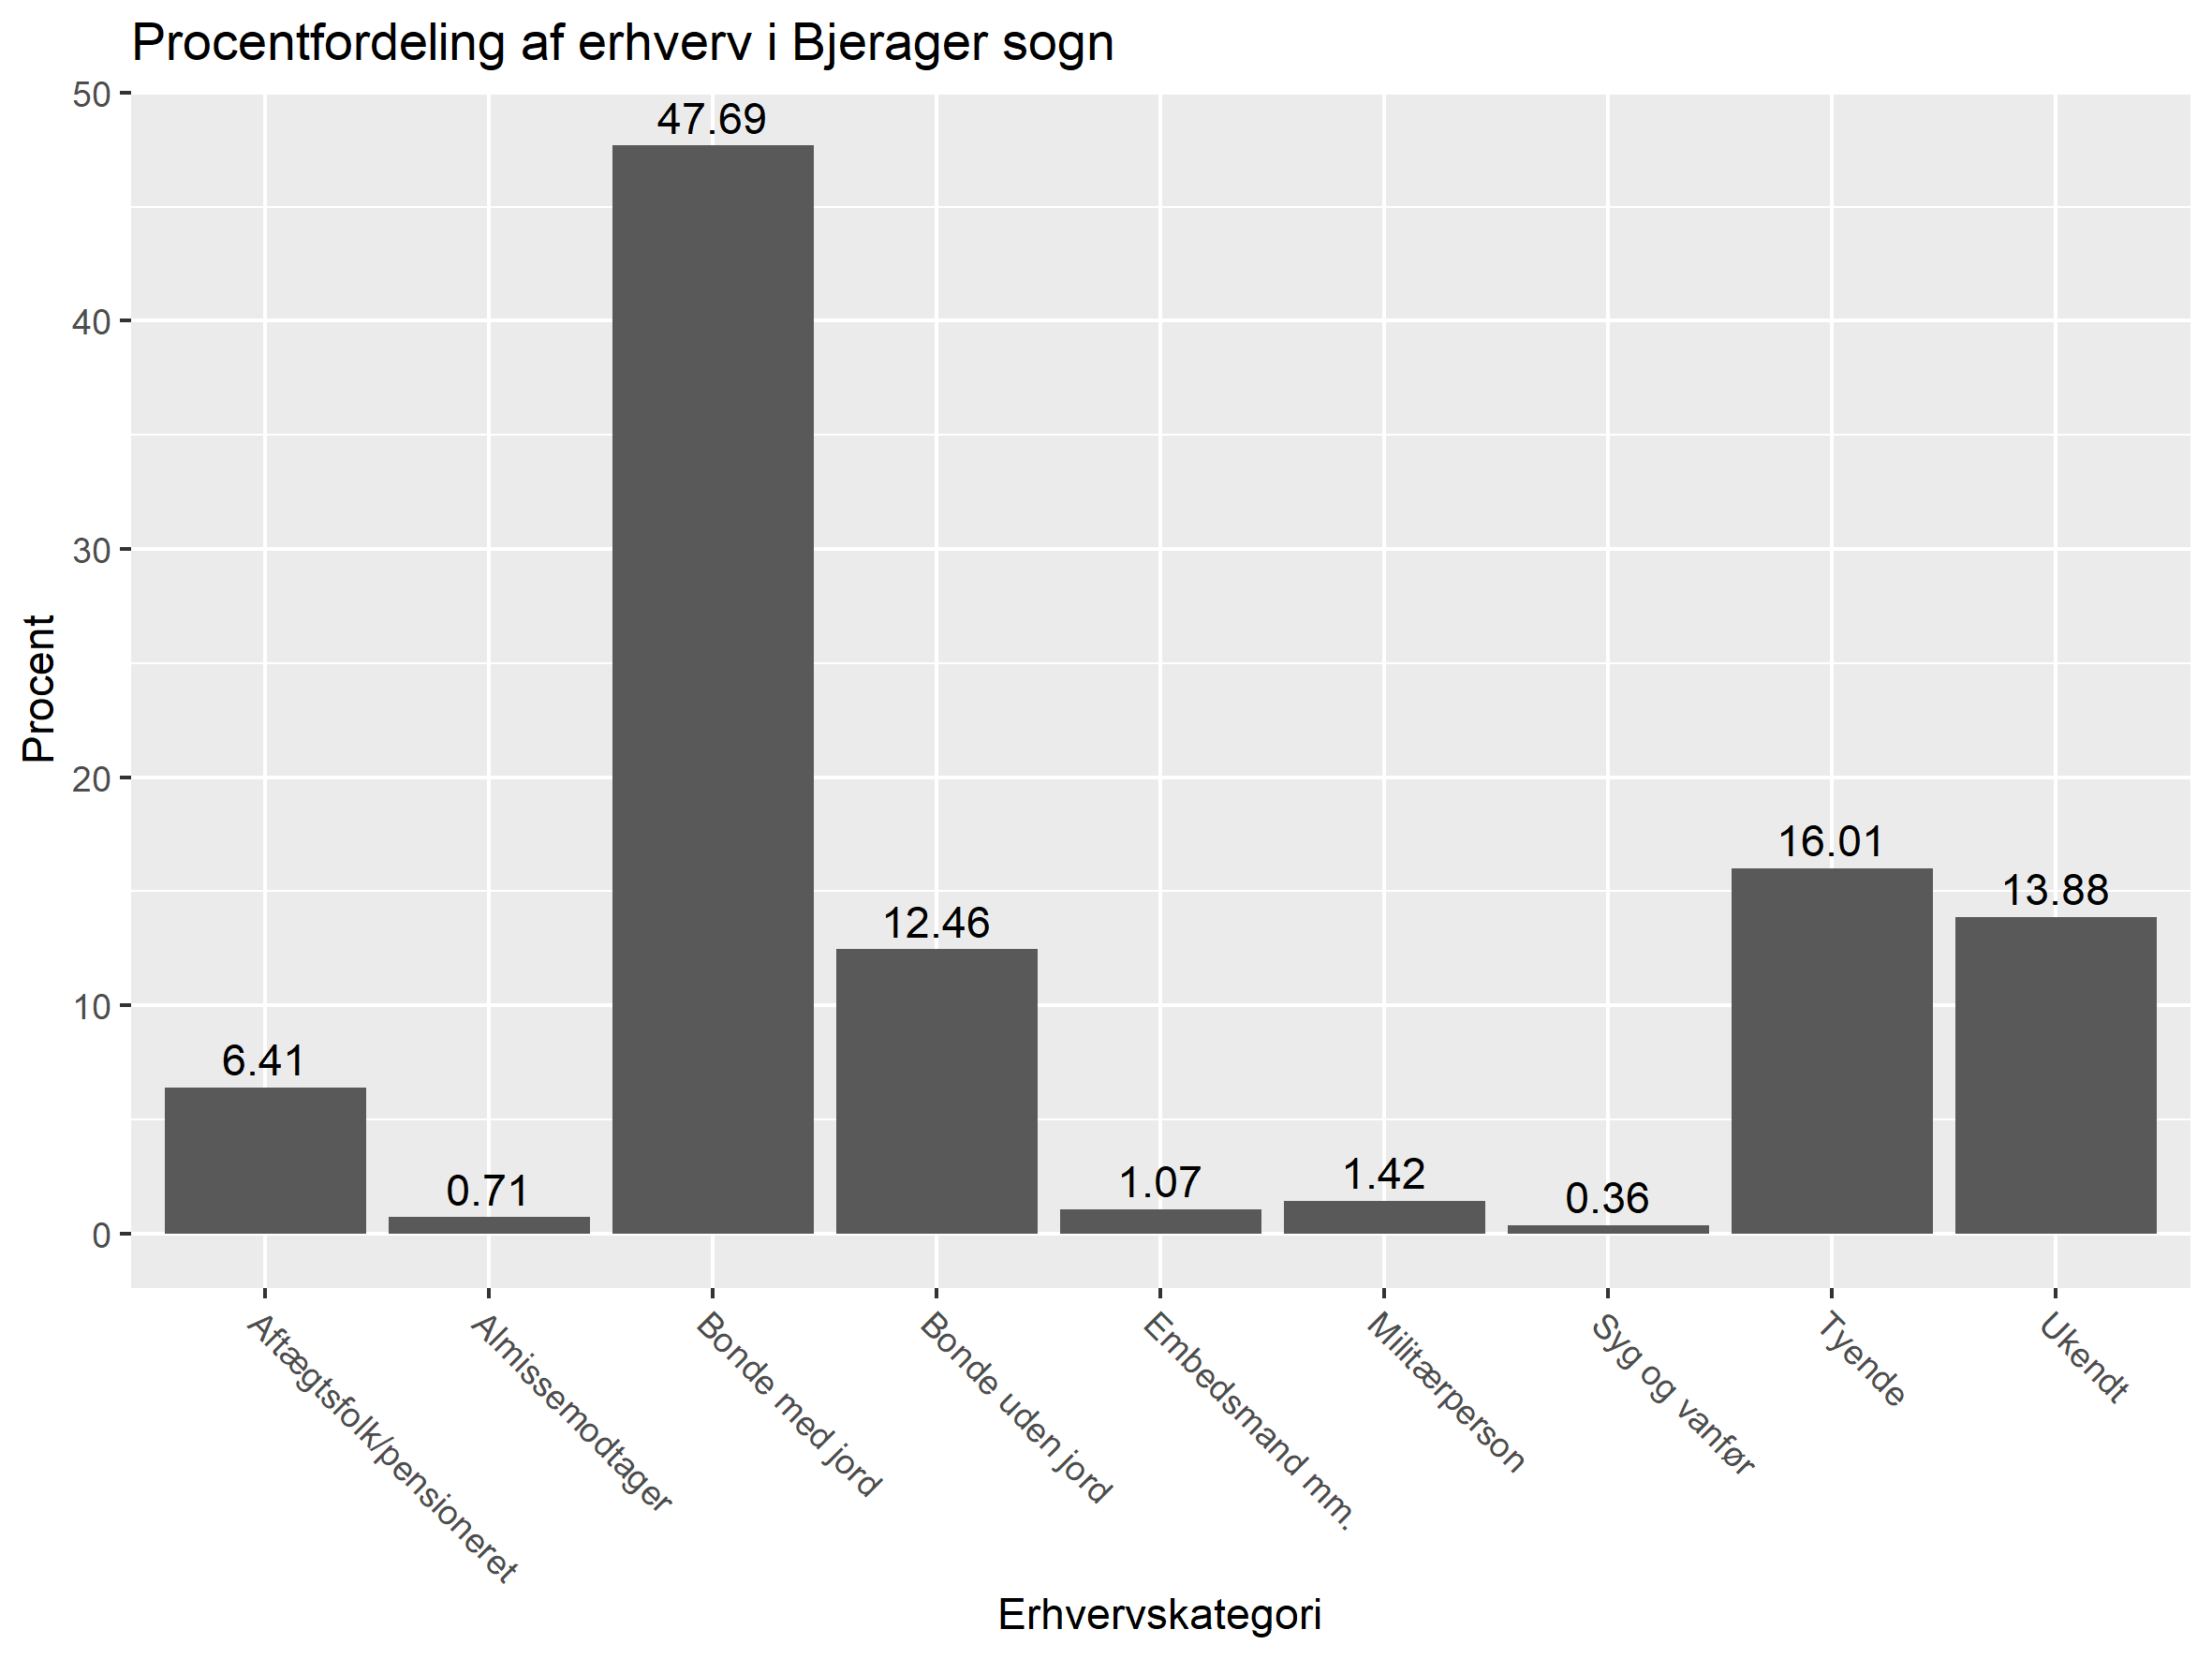 Procentfordeling af erhverv i Bjerager sogn
50
40
30
20
10
0
Procent
47.69
16.01
13.88
12.46
6.41
1.42
1.07
0.71
0.36
Aftægtsfolk/pensioneret
Almissemodtager
Bonde med jord
Bonde uden jord
Embedsmand mm.
Militærperson
Syg og vanfør
Tyende
Ukendt
Erhvervskategori